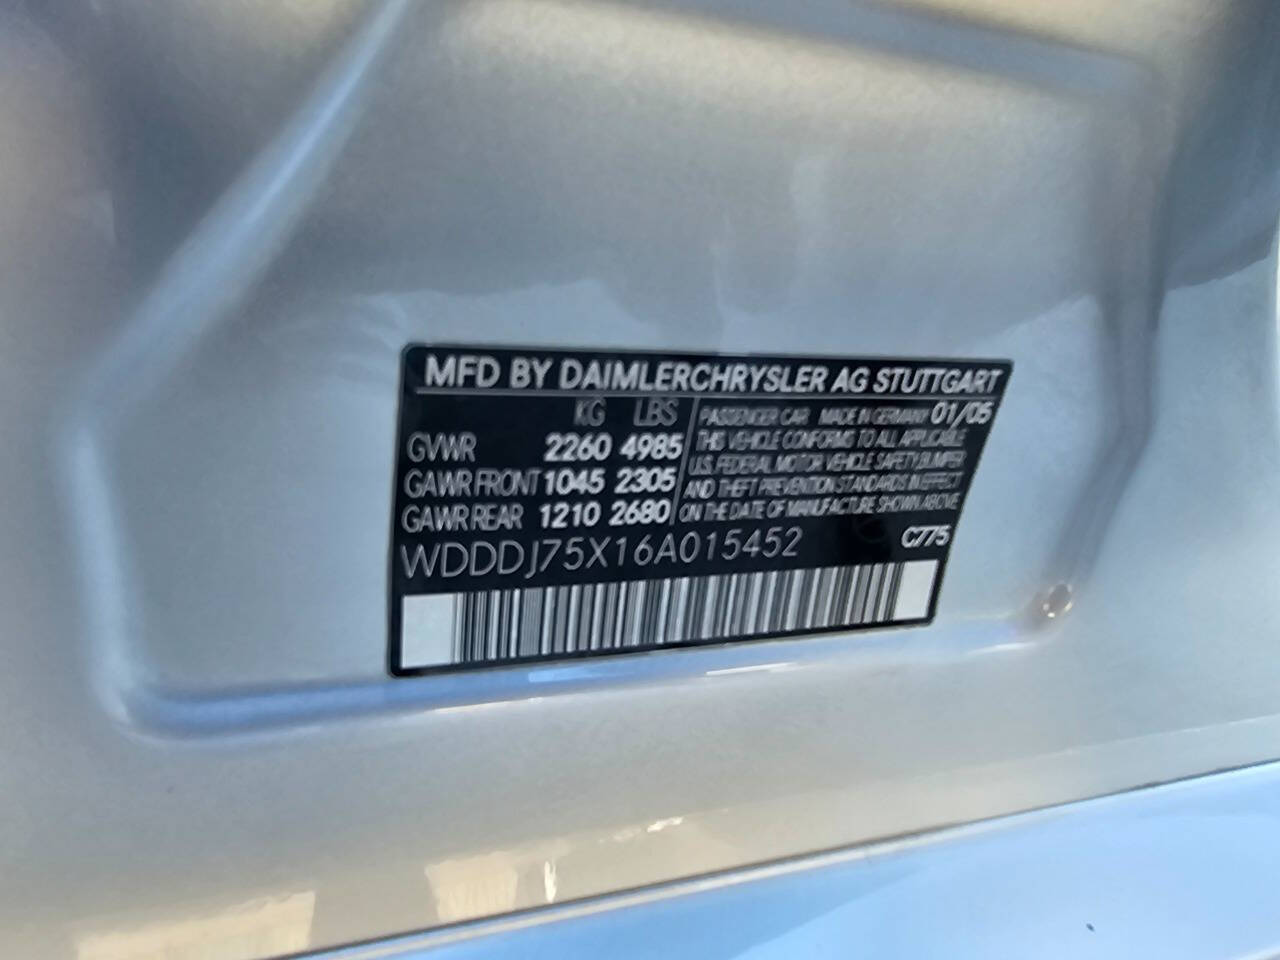 MFD BY DAIMLERCHRYSLER AG STUTTGART
KG LBS
GVWR 2260 4985
GAWR FRONT 1045 2305
GAWR REAR 1210 2680
PASSENGER CAR MADE IN GERMANY 01/05
THIS VEHICLE CONFORMS TO ALL APPLICABLE
U.S. FEDERAL MOTOR VEHICLE SAFETY, BUMPER
AND THEFT PREVENTION STANDARDS IN EFFECT
ON THE DATE OF MANUFACTURE SHOWN ABOVE
WDDDJ75X16A015452
C775